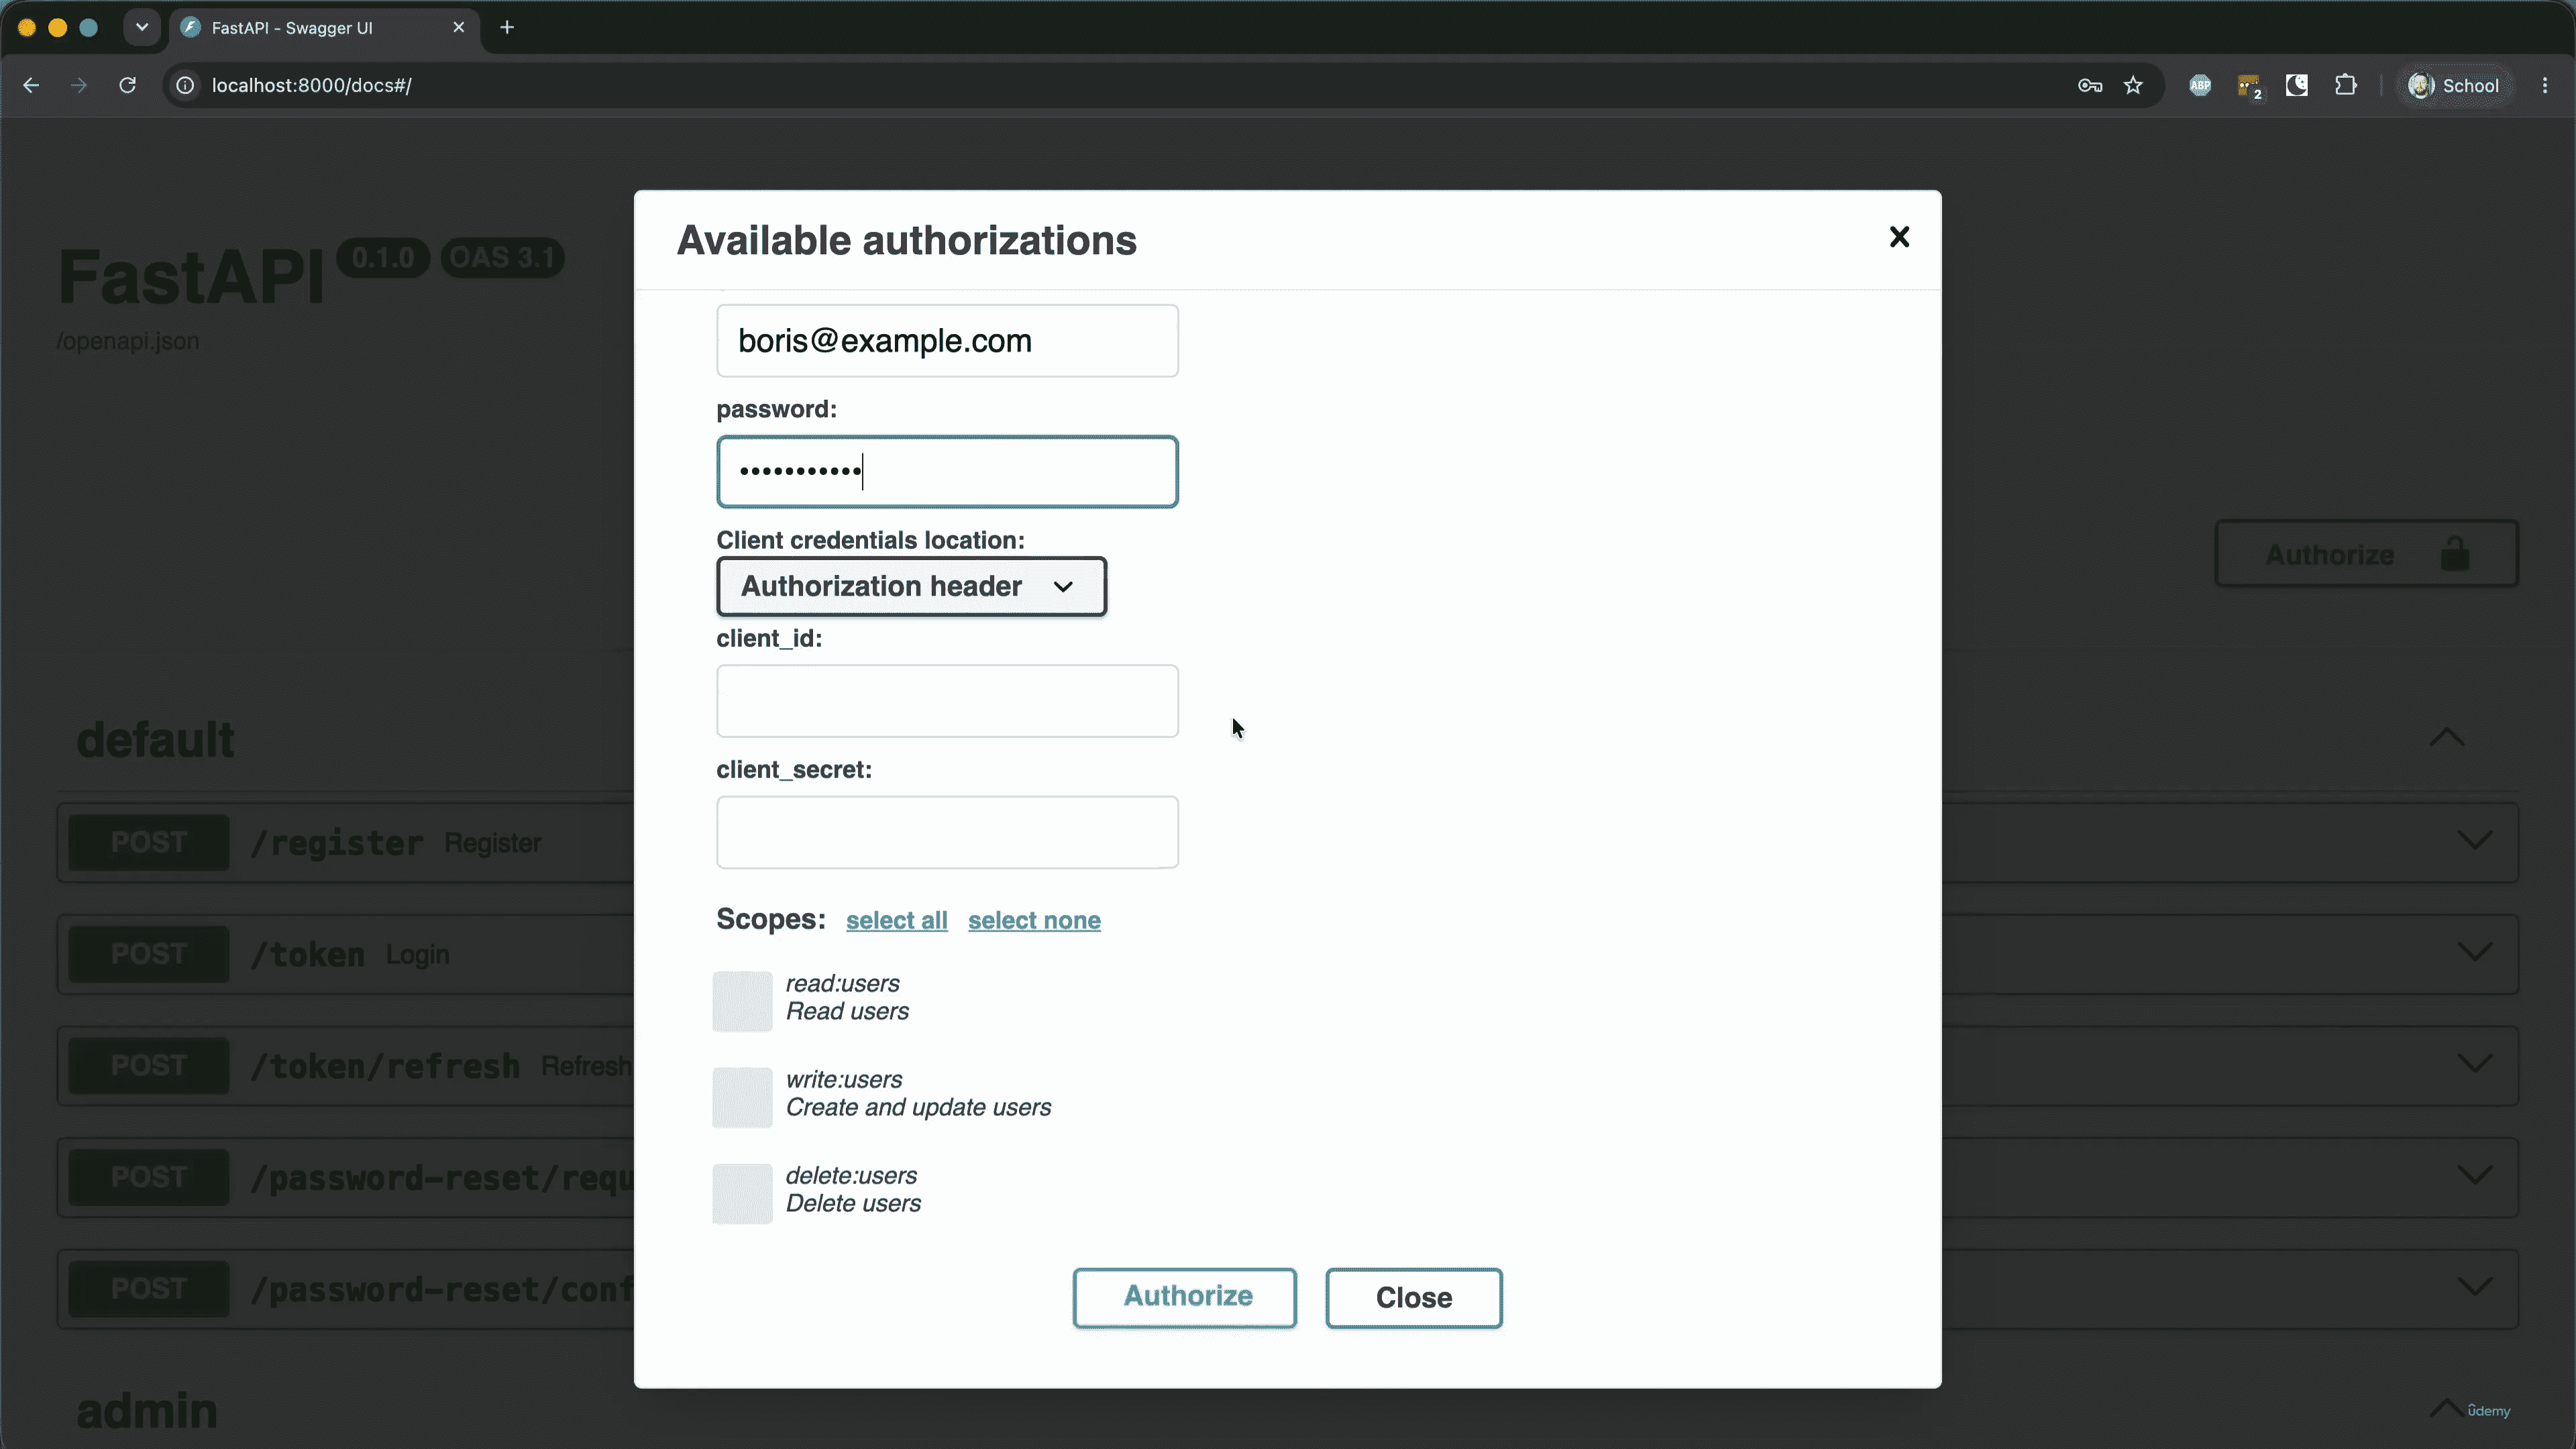 FastAPI - Swagger UI
localhost:8000/docs#/
ABP
2
School
FastAPI 0.1.0 OAS 3.1
/openapi.json
Available authorizations
boris@example.com
password:
•••••••••••
Client credentials location:
Authorization header
client_id:
client_secret:
Scopes: select all select none
read:users
Read users
write:users
Create and update users
delete:users
Delete users
Authorize Close
Authorize
default
POST /register Register
POST /token Login
POST /token/refresh Refresh
POST /password-reset/requ
POST /password-reset/conf
admin
ûdemy